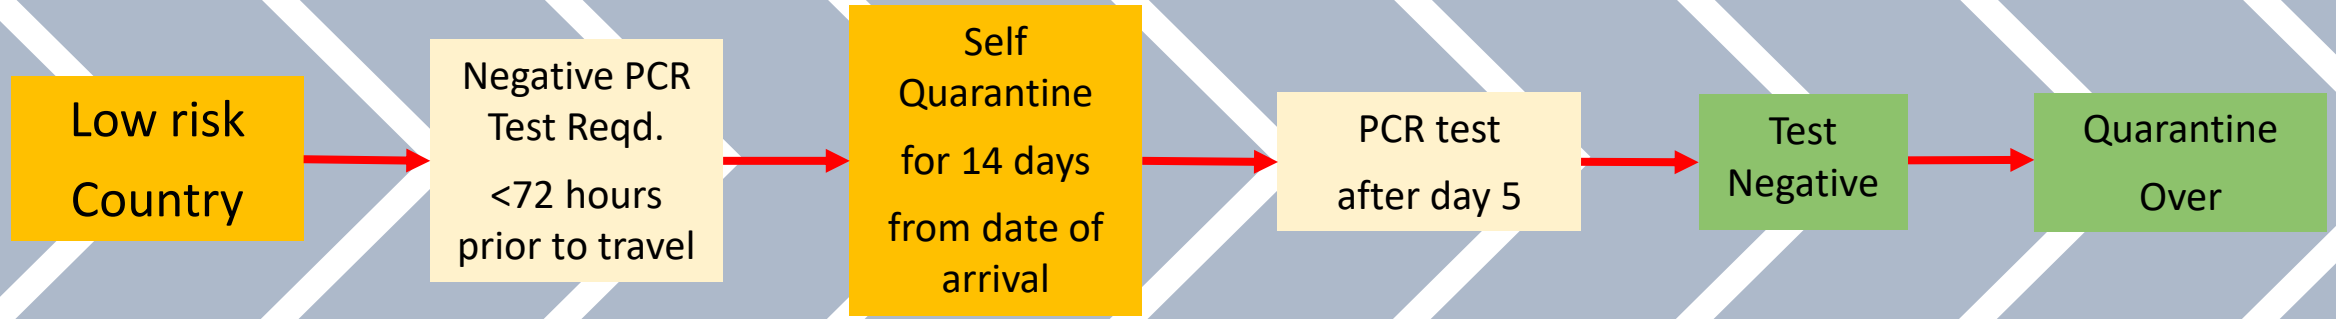 Low risk
Country
Negative PCR
Test Reqd.
<72 hours
prior to travel
Self
Quarantine
for 14 days
from date of
arrival
PCR test
after day 5
Test
Negative
Quarantine
Over